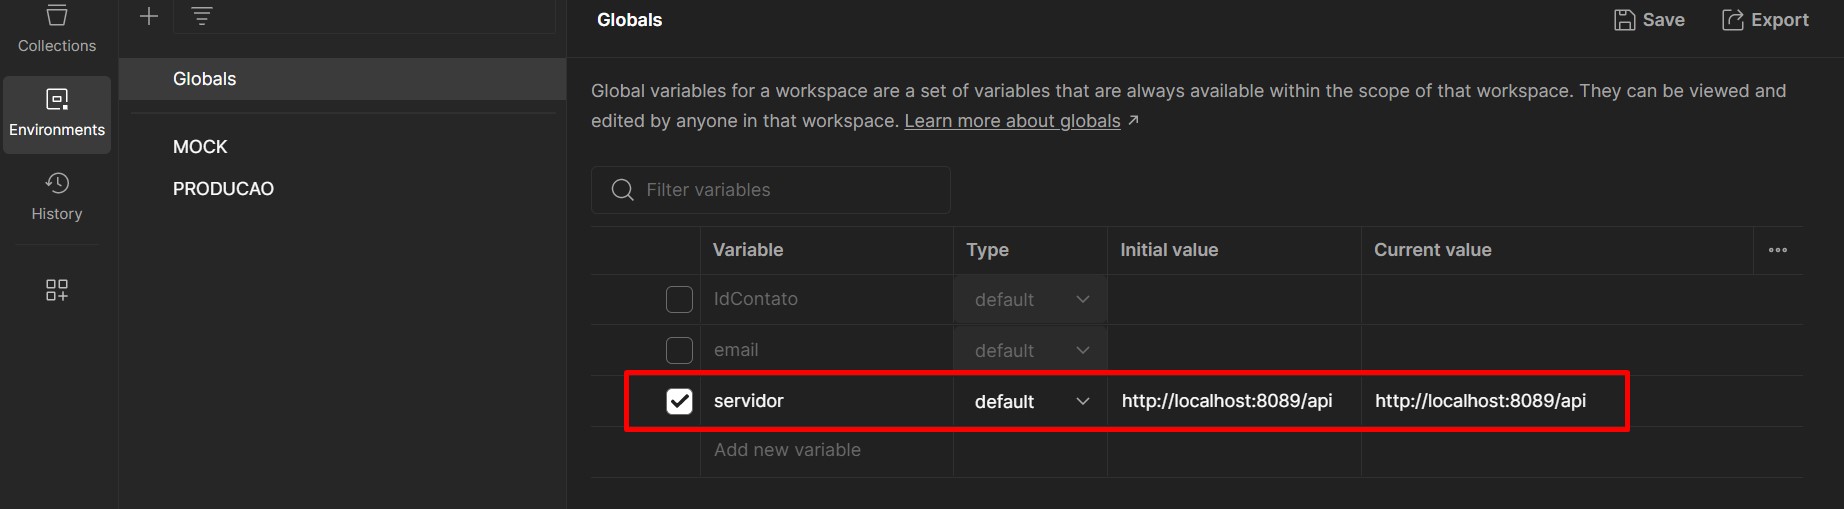 Collections
Environments
History
Globals
MOCK
PRODUCAO
Globals
Save Export
Global variables for a workspace are a set of variables that are always available within the scope of that workspace. They can be viewed and
edited by anyone in that workspace. Learn more about globals ↗
Filter variables
Variable Type Initial value Current value
IdContato default
email default
servidor default http://localhost:8089/api http://localhost:8089/api
Add new variable